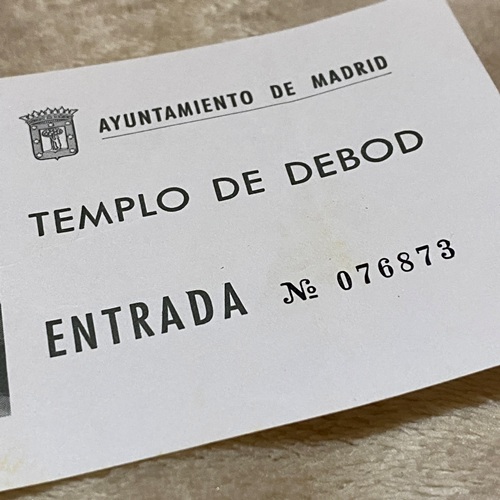 AYUNTAMIENTO DE MADRID
TEMPLO DE DEBOD
ENTRADA № 076873